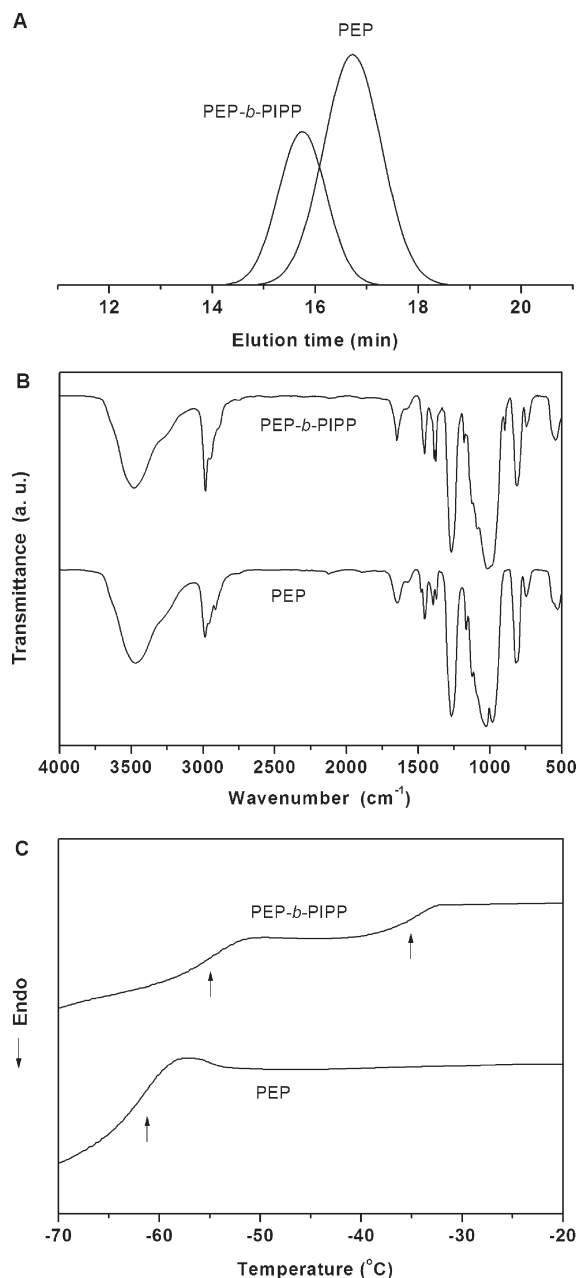 A
PEP
PEP-b-PIPP
12 14 16 18 20
Elution time (min)
B
PEP-b-PIPP
PEP
Transmittance (a. u.)
4000 3500 3000 2500 2000 1500 1000 500
Wavenumber (cm⁻¹)
C
PEP-b-PIPP
← Endo
PEP
-70 -60 -50 -40 -30 -20
Temperature (°C)